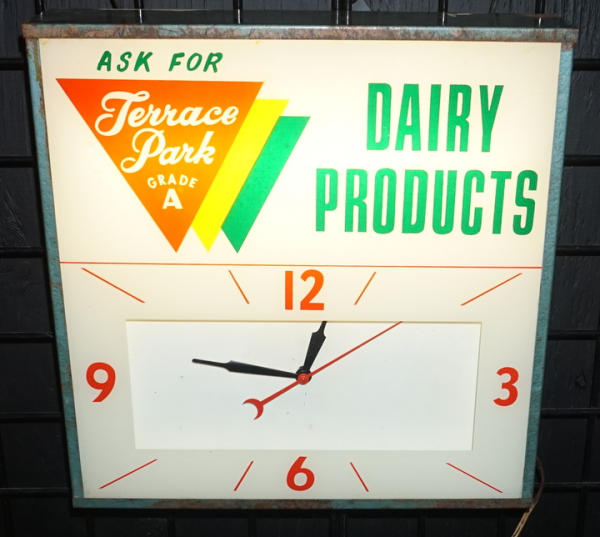 ASK FOR
Terrace
Park
GRADE
A
DAIRY
PRODUCTS
12
9
3
6